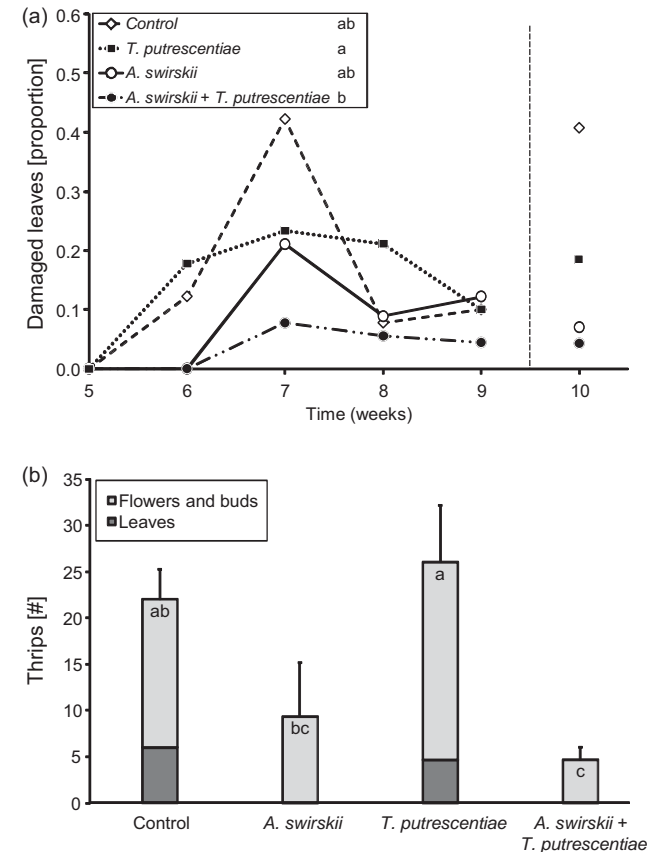 (a)
Damaged leaves [proportion]
0.6
0.5
0.4
0.3
0.2
0.1
0.0
Control ab
T. putrescentiae a
A. swirskii ab
A. swirskii + T. putrescentiae b
5 6 7 8 9 10
Time (weeks)
(b)
Thrips [#]
35
30
25
20
15
10
5
0
Flowers and buds
Leaves
ab
bc
a
c
Control A. swirskii T. putrescentiae A. swirskii +
T. putrescentiae